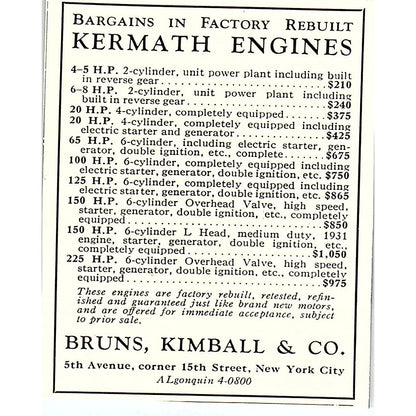 BARGAINS IN FACTORY REBUILT
KERMATH ENGINES
4–5 H.P. 2-cylinder, unit power plant including built
in reverse gear..............................$210
6–8 H.P. 2-cylinder, unit power plant including
built in reverse gear........................$240
20 H.P. 4-cylinder, completely equipped......$375
20 H.P. 4-cylinder, completely equipped including
electric starter and generator...............$425
65 H.P. 6-cylinder, including electric starter, gen-
erator, double ignition, etc., complete.......$675
100 H.P. 6-cylinder, completely equipped including
electric starter, generator, double ignition, etc. $750
125 H.P. 6-cylinder, completely equipped including
electric starter, generator, double ignition, etc. $865
150 H.P. 6-cylinder Overhead Valve, high speed,
starter, generator, double ignition, etc., completely
equipped.....................................$850
150 H.P. 6-cylinder L Head, medium duty, 1931
engine, starter, generator, double ignition, etc.,
completely equipped........................$1,050
225 H.P. 6-cylinder Overhead Valve, high speed,
starter, generator, double ignition, etc., completely
equipped.....................................$975
These engines are factory rebuilt, retested, refin-
ished and guaranteed just like brand new motors,
and are offered for immediate acceptance, subject
to prior sale.
BRUNS, KIMBALL & CO.
5th Avenue, corner 15th Street, New York City
ALgonquin 4-0800